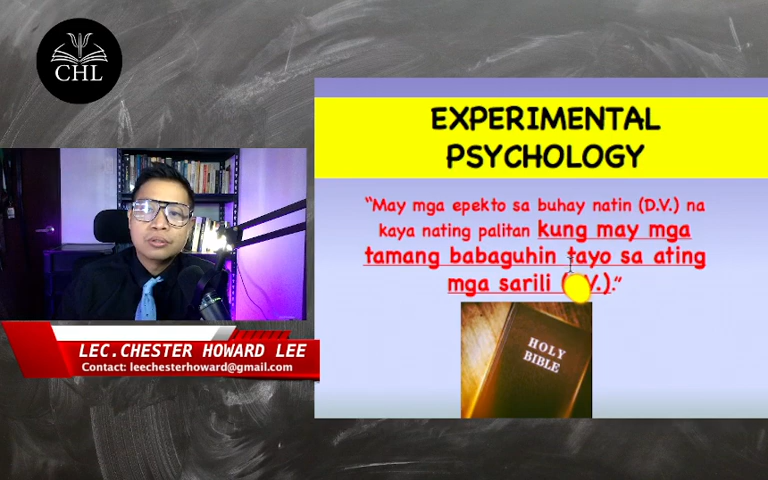 CHL
EXPERIMENTAL
PSYCHOLOGY
"May mga epekto sa buhay natin (D.V.) na
kaya nating palitan kung may mga
tamang babaguhin tayo sa ating
mga sarili
HOLY
BIBLE
LEC.CHESTER HOWARD LEE
Contact: leechesterhoward@gmail.com